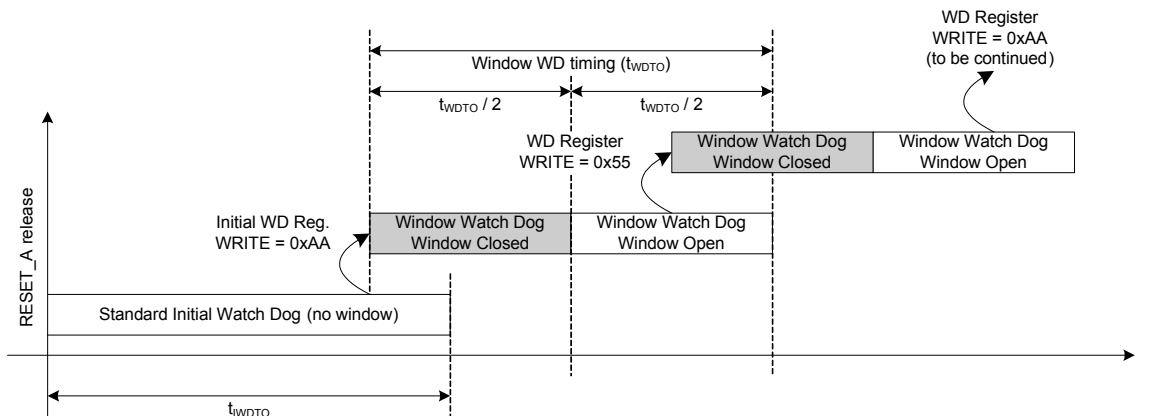 WD Register
WRITE = 0xAA
(to be continued)
Window WD timing (tWDTO)
tWDTO / 2
tWDTO / 2
WD Register
WRITE = 0x55
Window Watch Dog
Window Closed
Window Watch Dog
Window Open
Initial WD Reg.
WRITE = 0xAA
Window Watch Dog
Window Closed
Window Watch Dog
Window Open
RESET_A release
Standard Initial Watch Dog (no window)
tIWDTO